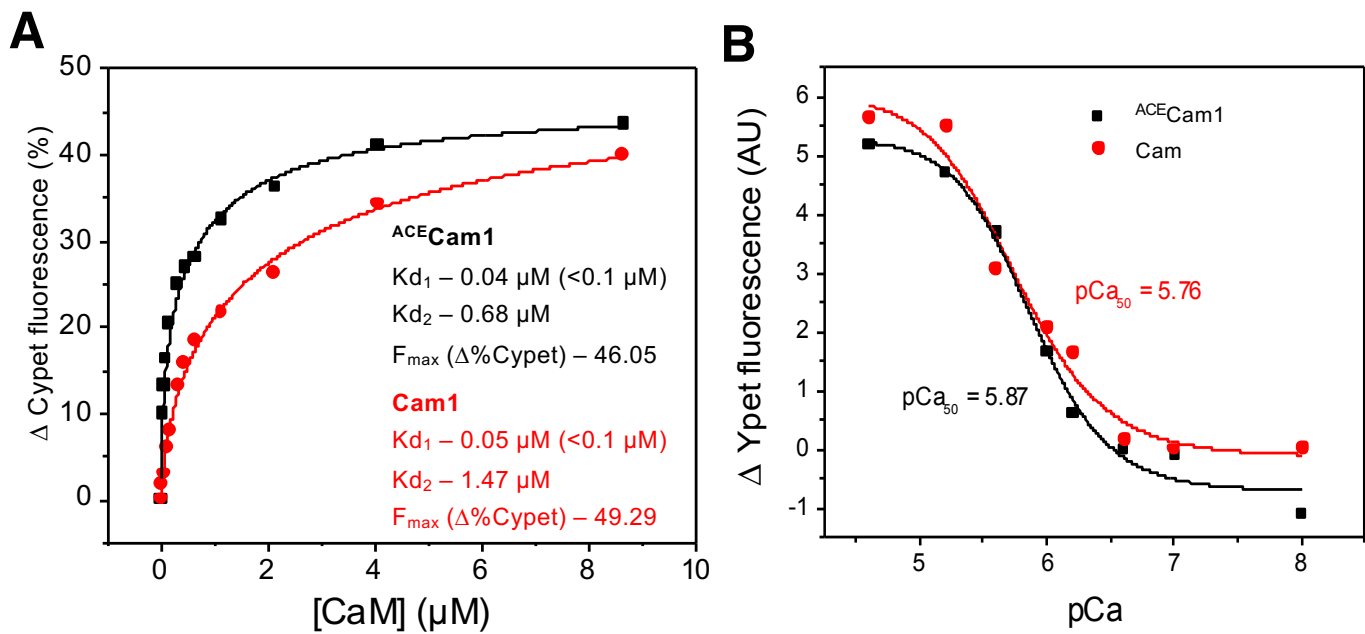 A
Δ Cypet fluorescence (%)
50
40
30
20
10
0
0
2
4
6
8
10
[CaM] (μM)
ᴬᶜᴱCam1
Kd₁ – 0.04 μM (<0.1 μM)
Kd₂ – 0.68 μM
Fₘₐₓ (Δ%Cypet) – 46.05
Cam1
Kd₁ – 0.05 μM (<0.1 μM)
Kd₂ – 1.47 μM
Fₘₐₓ (Δ%Cypet) – 49.29
B
Δ Ypet fluorescence (AU)
6
5
4
3
2
1
0
-1
5
6
7
8
pCa
ᴬᶜᴱCam1
Cam
pCa₅₀ = 5.76
pCa₅₀ = 5.87